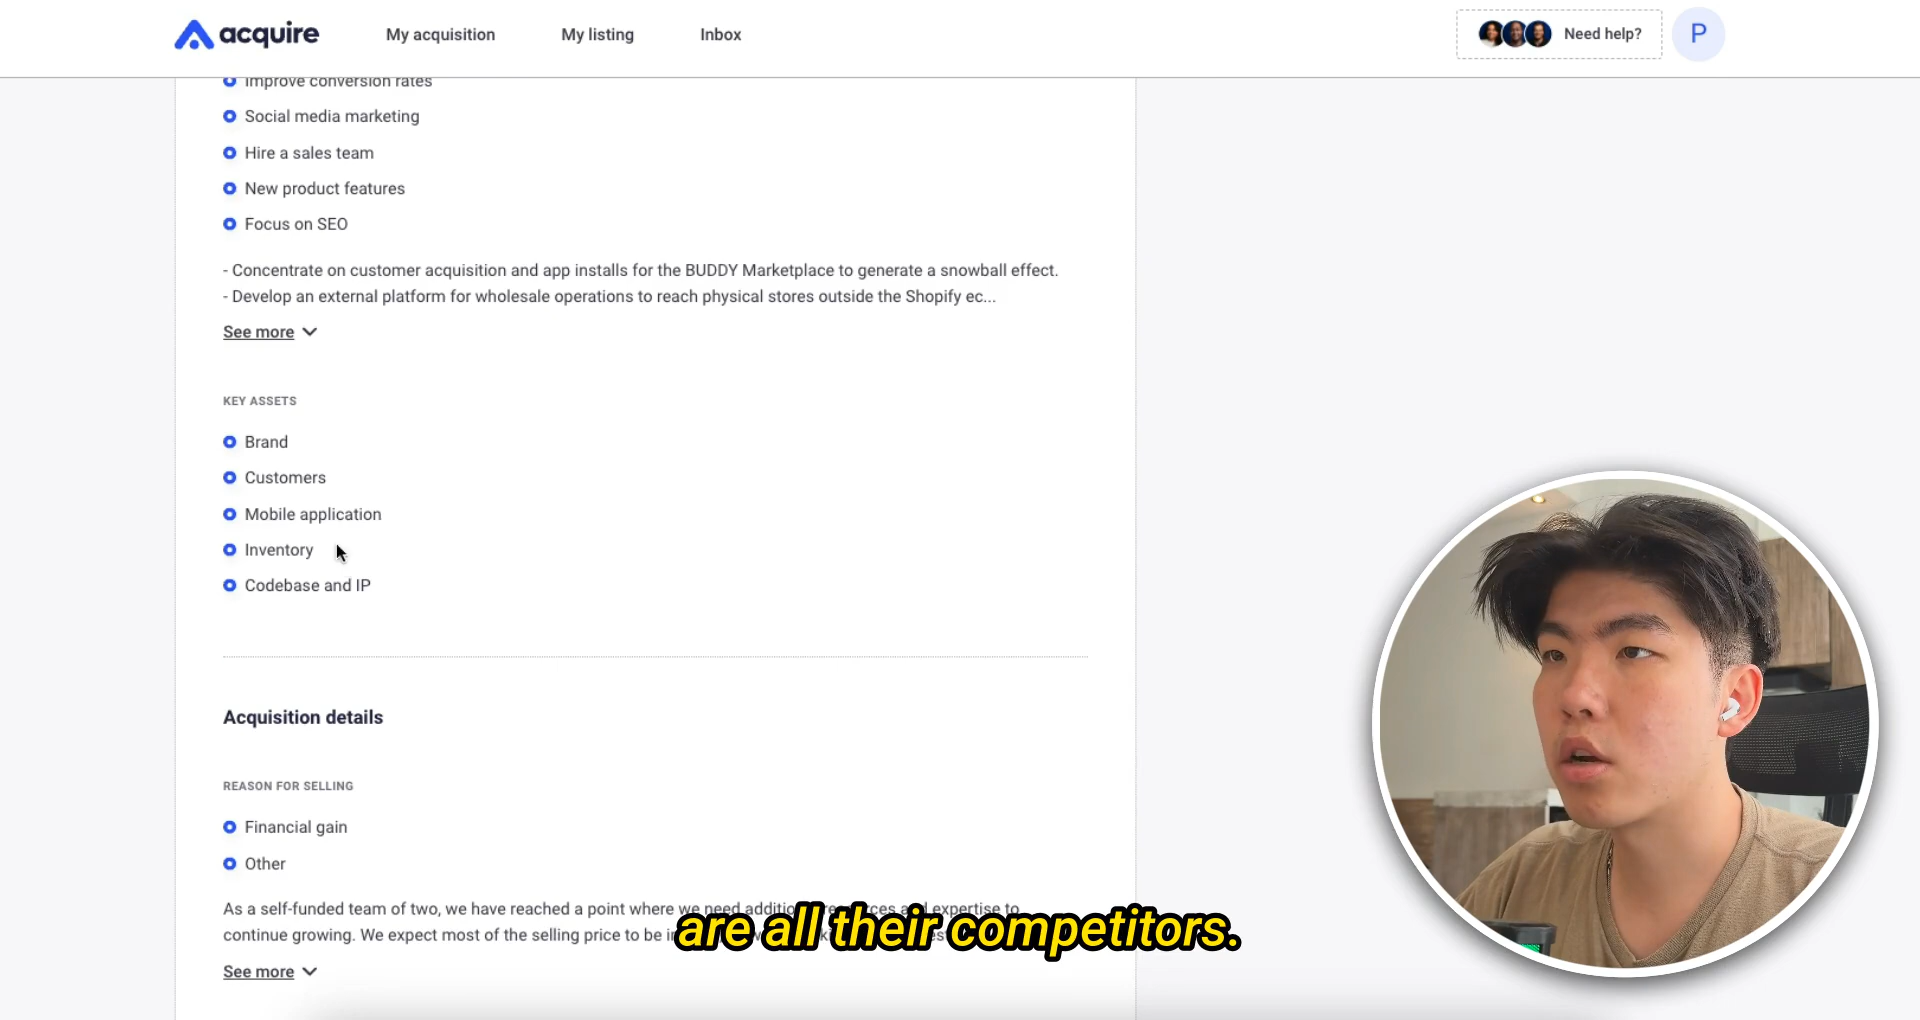 acquire
My acquisition
My listing
Inbox
Need help?
P
Improve conversion rates
Social media marketing
Hire a sales team
New product features
Focus on SEO
- Concentrate on customer acquisition and app installs for the BUDDY Marketplace to generate a snowball effect.
- Develop an external platform for wholesale operations to reach physical stores outside the Shopify ec...
See more
KEY ASSETS
Brand
Customers
Mobile application
Inventory
Codebase and IP
Acquisition details
REASON FOR SELLING
Financial gain
Other
As a self-funded team of two, we have reached a point where we need expertise to
continue growing. We expect most of the selling price to be
See more
are all their competitors.